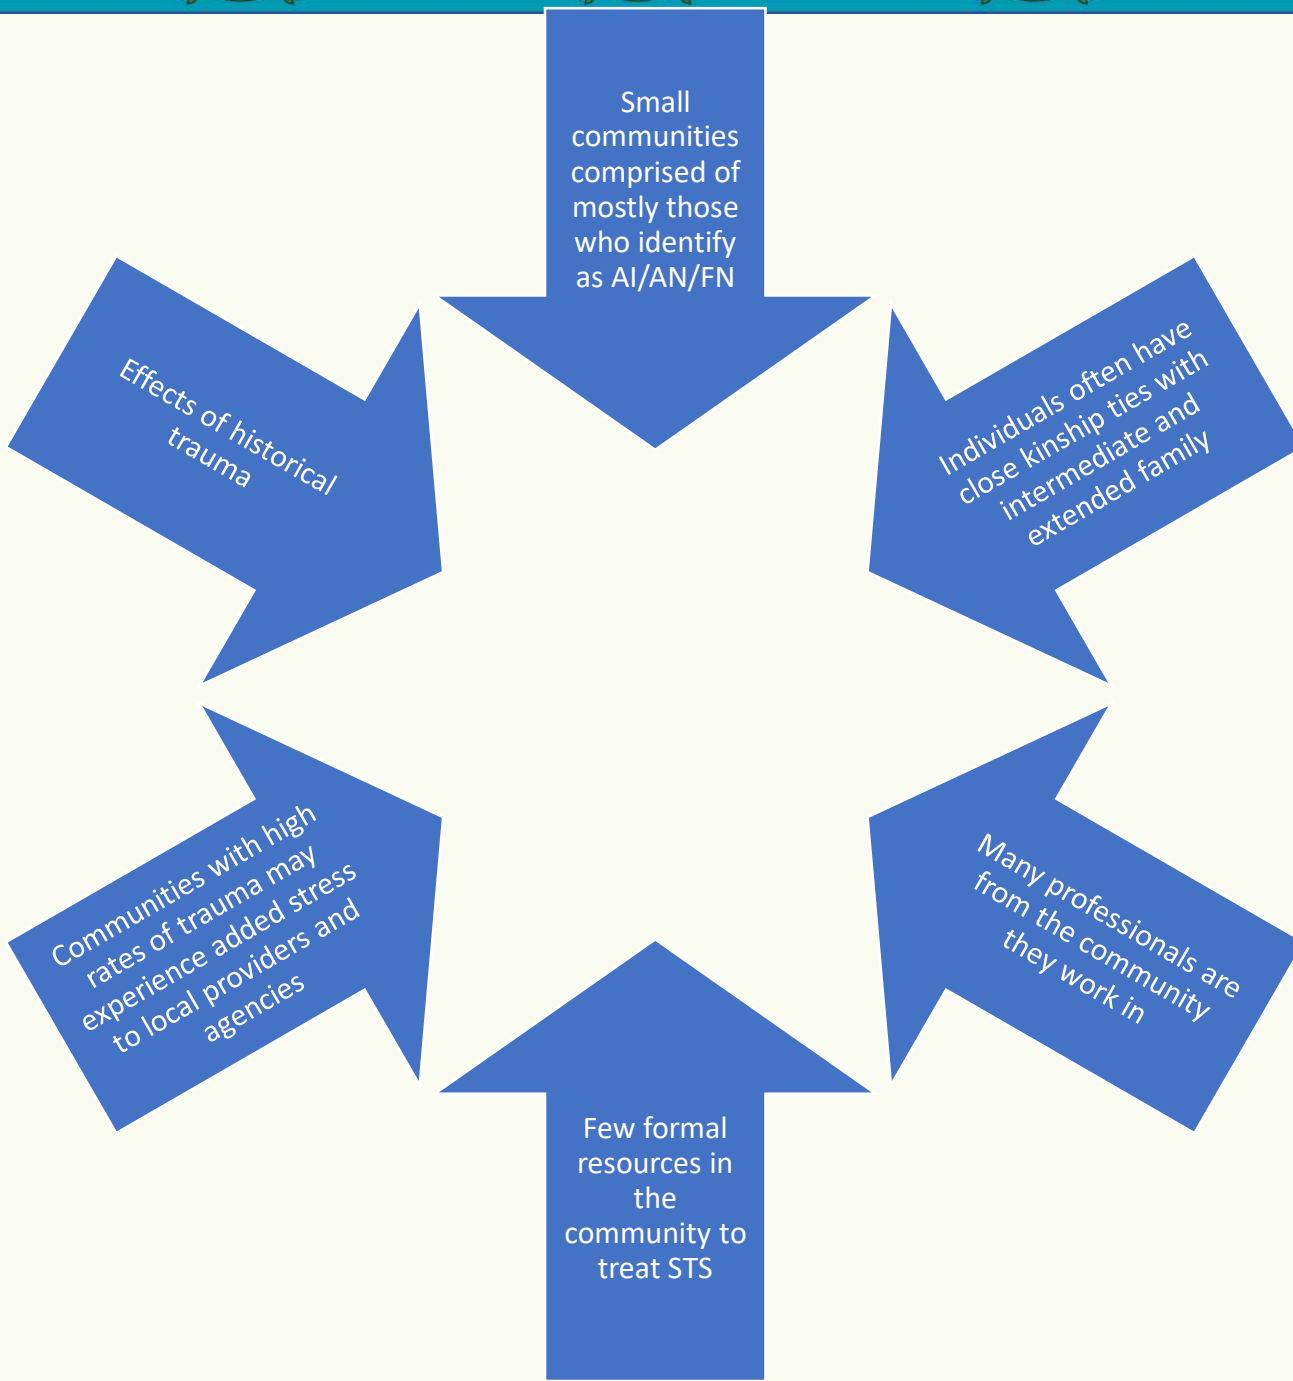 Small
communities
comprised of
mostly those
who identify
as AI/AN/FN
Individuals often have
close kinship ties with
intermediate and
extended family
Many professionals are
from the community
they work in
Few formal
resources in
the
community to
treat STS
Communities with high
rates of trauma may
experience added stress
to local providers and
agencies
Effects of historical
trauma